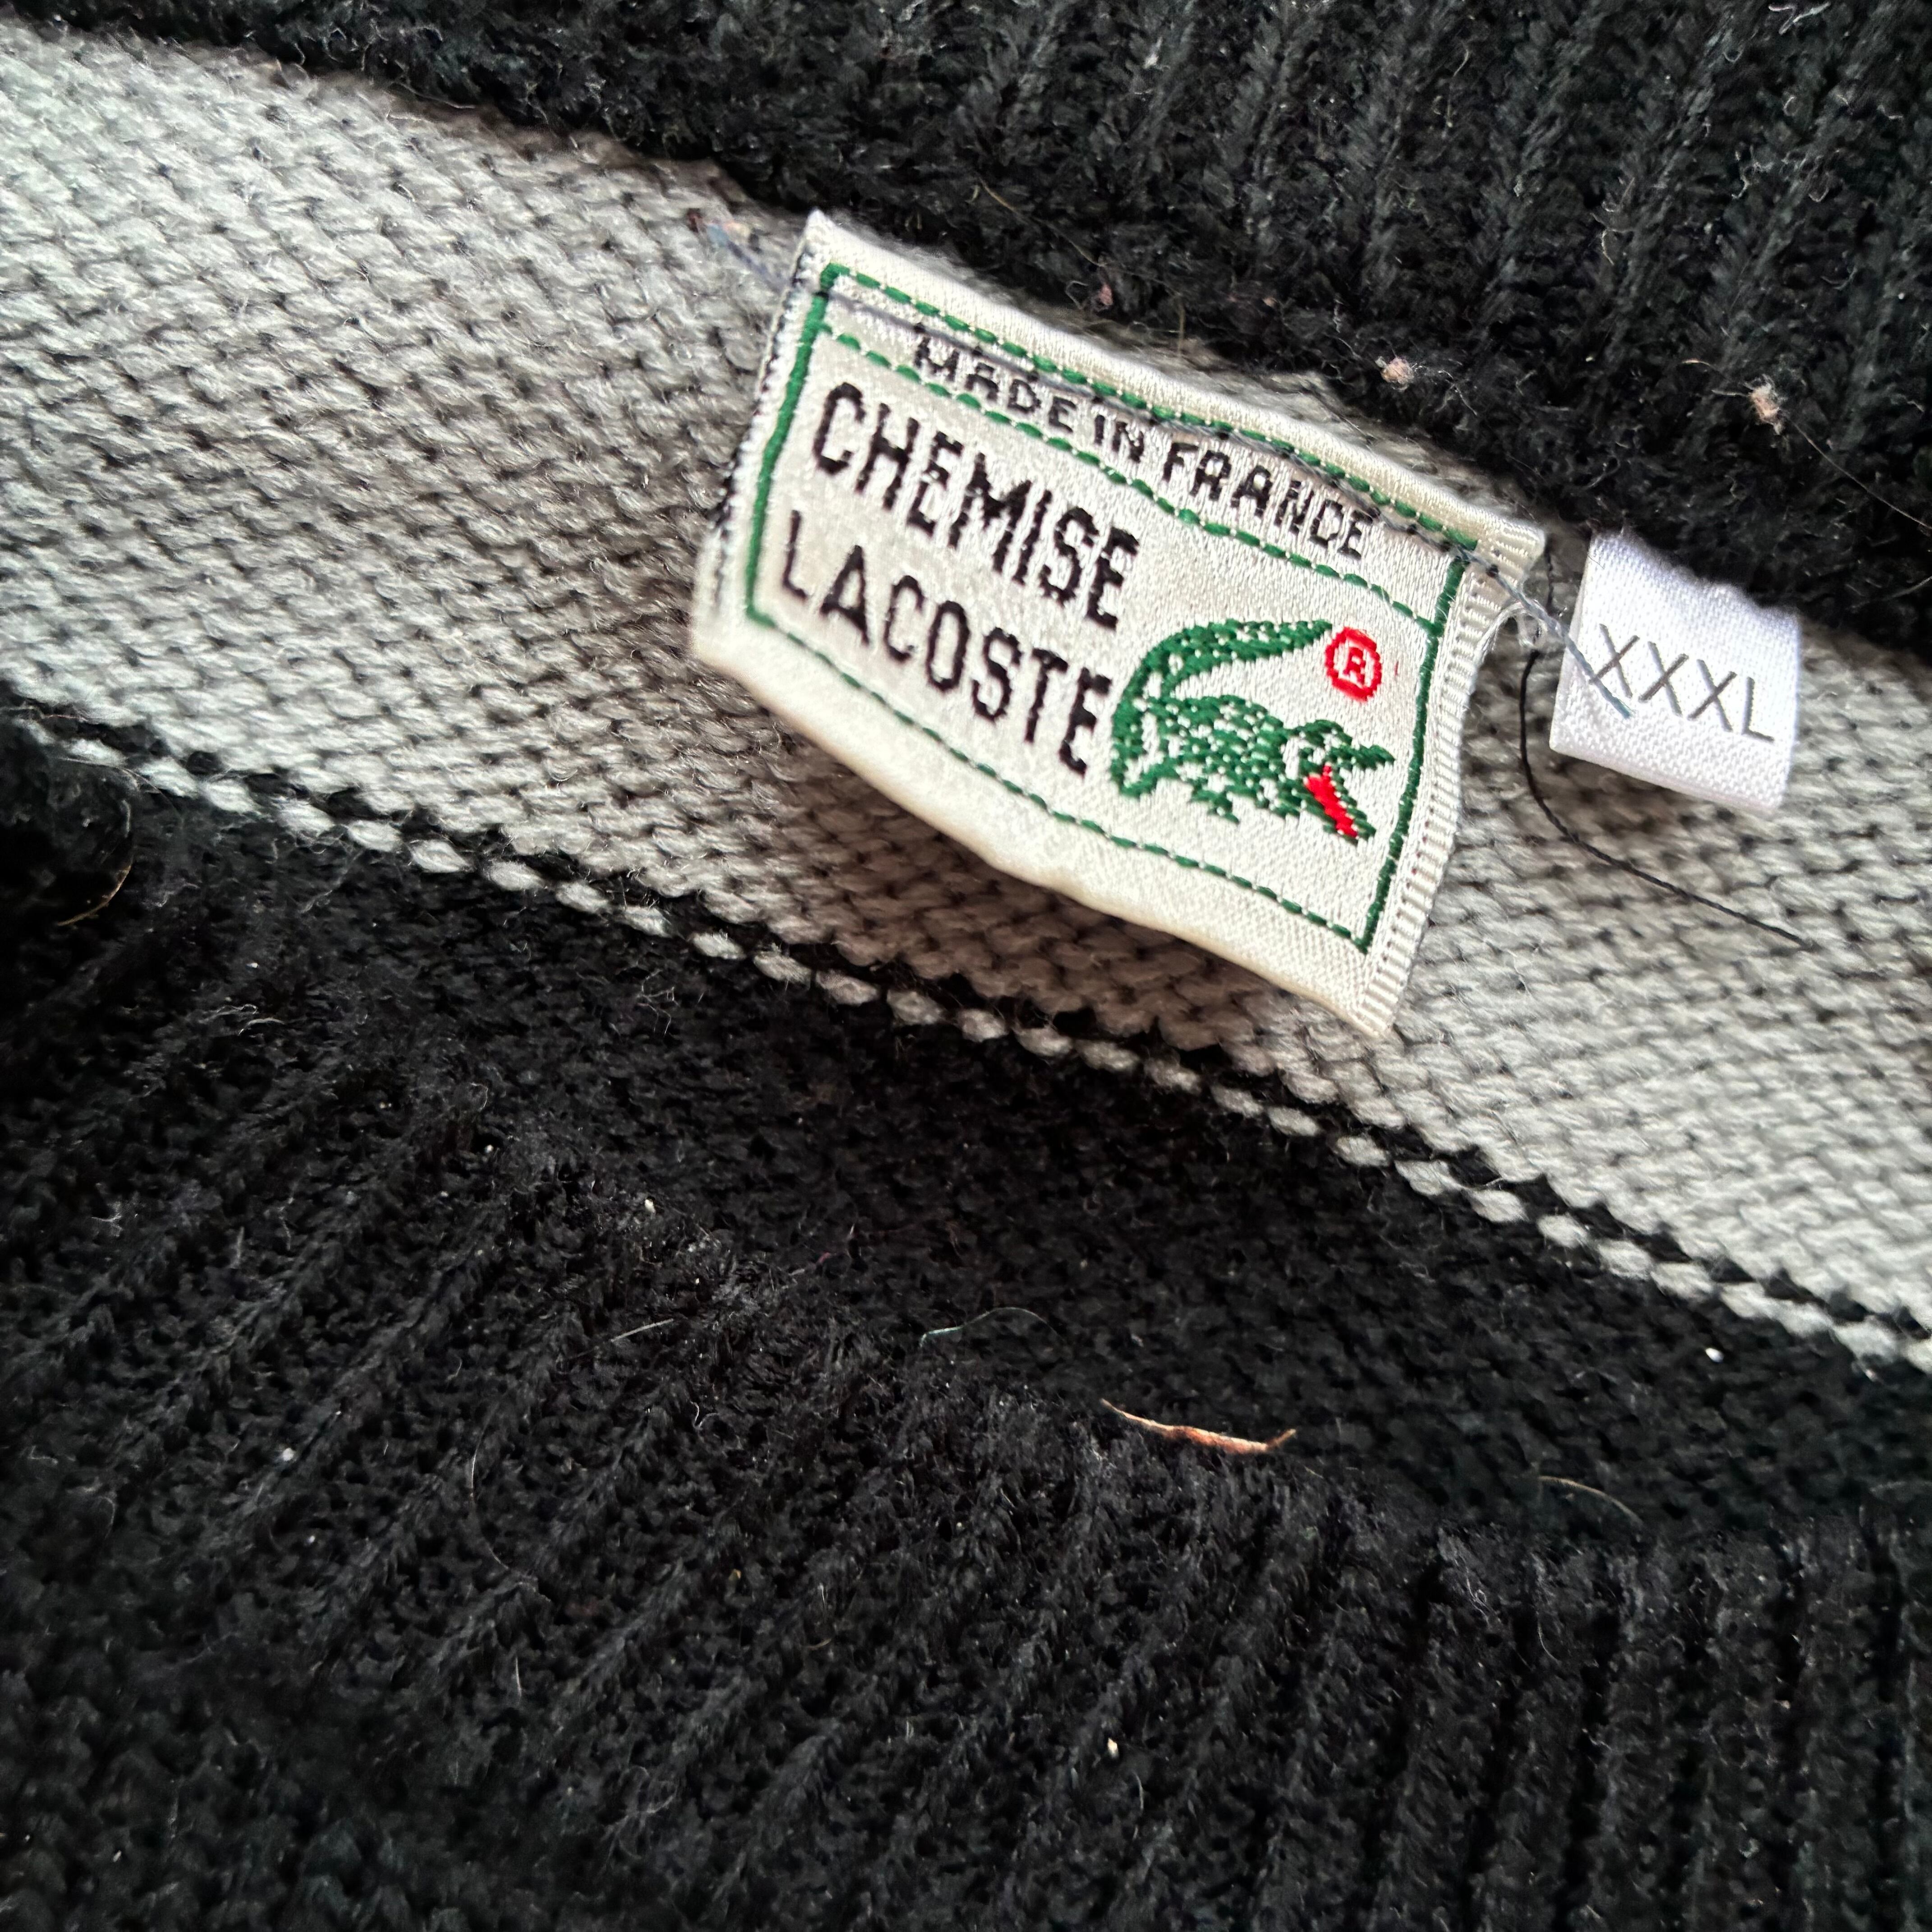 MADE IN FRANCE
CHEMISE
LACOSTE
®
XXXL